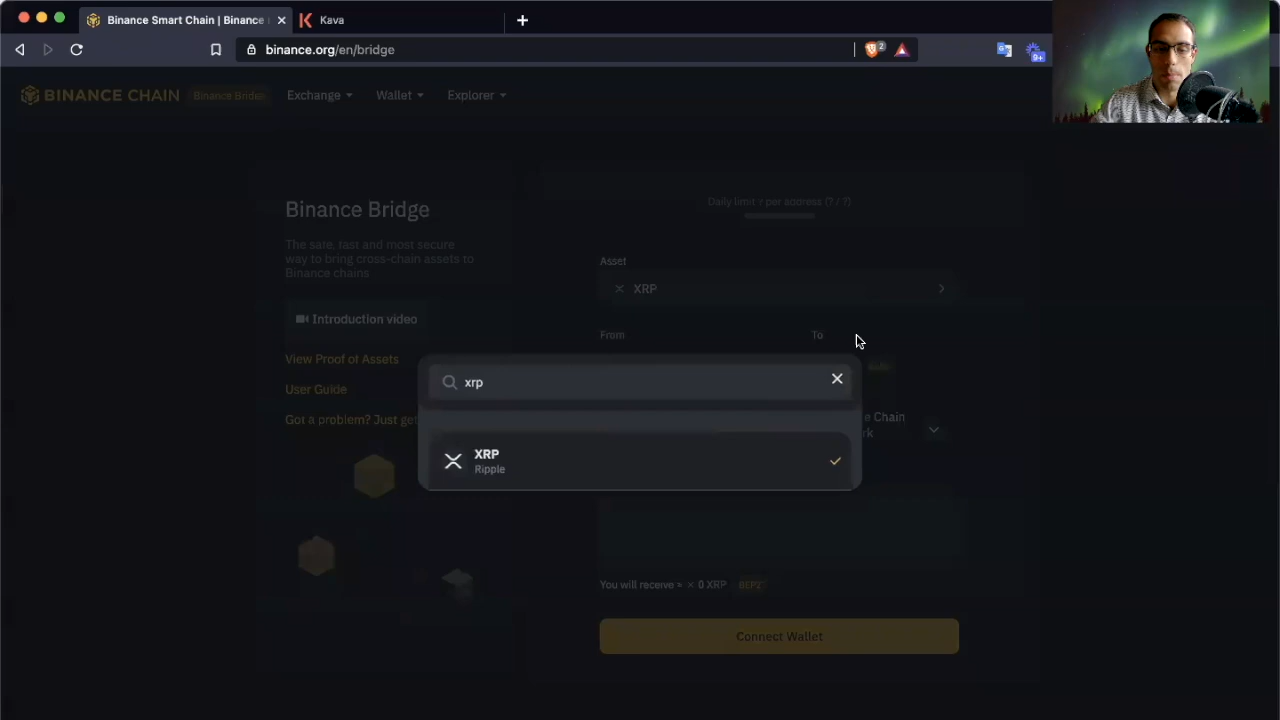 Binance Smart Chain | Binance
Kava
binance.org/en/bridge
2
9+
BINANCE CHAIN
Binance Bridge
Exchange
Wallet
Explorer
Binance Bridge
The safe, fast and most secure
way to bring cross-chain assets to
Binance chains
Introduction video
View Proof of Assets
User Guide
Got a problem? Just get
Daily limit
per address (? / ?)
Asset
XRP
From
To
e Chain
rk
xrp
XRP
Ripple
You will receive ≈ 0 XRP BEP2
Connect Wallet